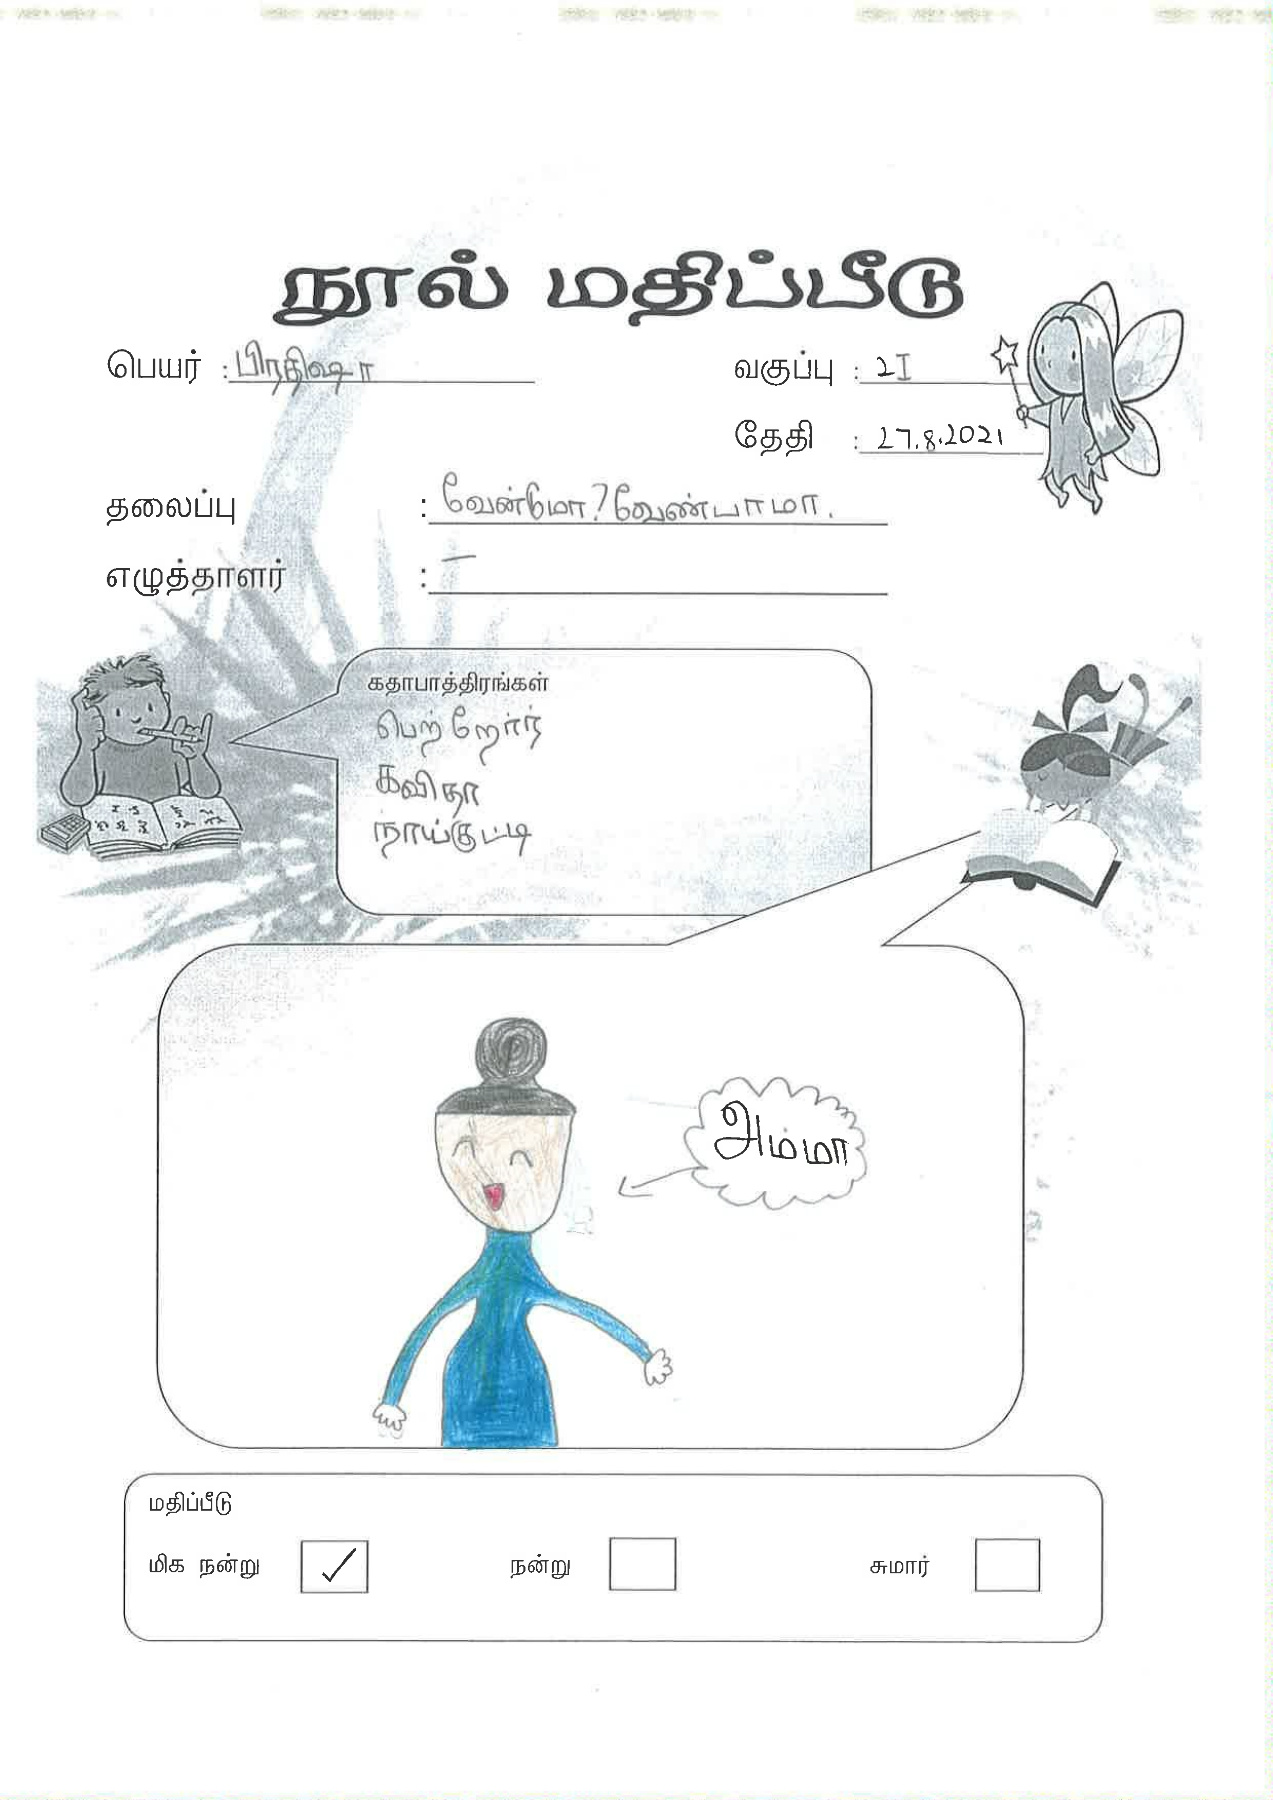 நூல் மதிப்பீடு
பெயர் : பிரதிஷா
வகுப்பு : 2I
தேதி : 27.8.2021
தலைப்பு : வேன்டுமோ? வேண்பாமா.
எழுத்தாளர் : –
கதாபாத்திரங்கள்
பெற்றோர்
கவிதா
நாய்குட்டி
அம்மா
மதிப்பீடு
மிக நன்று ✓ நன்று சுமார்